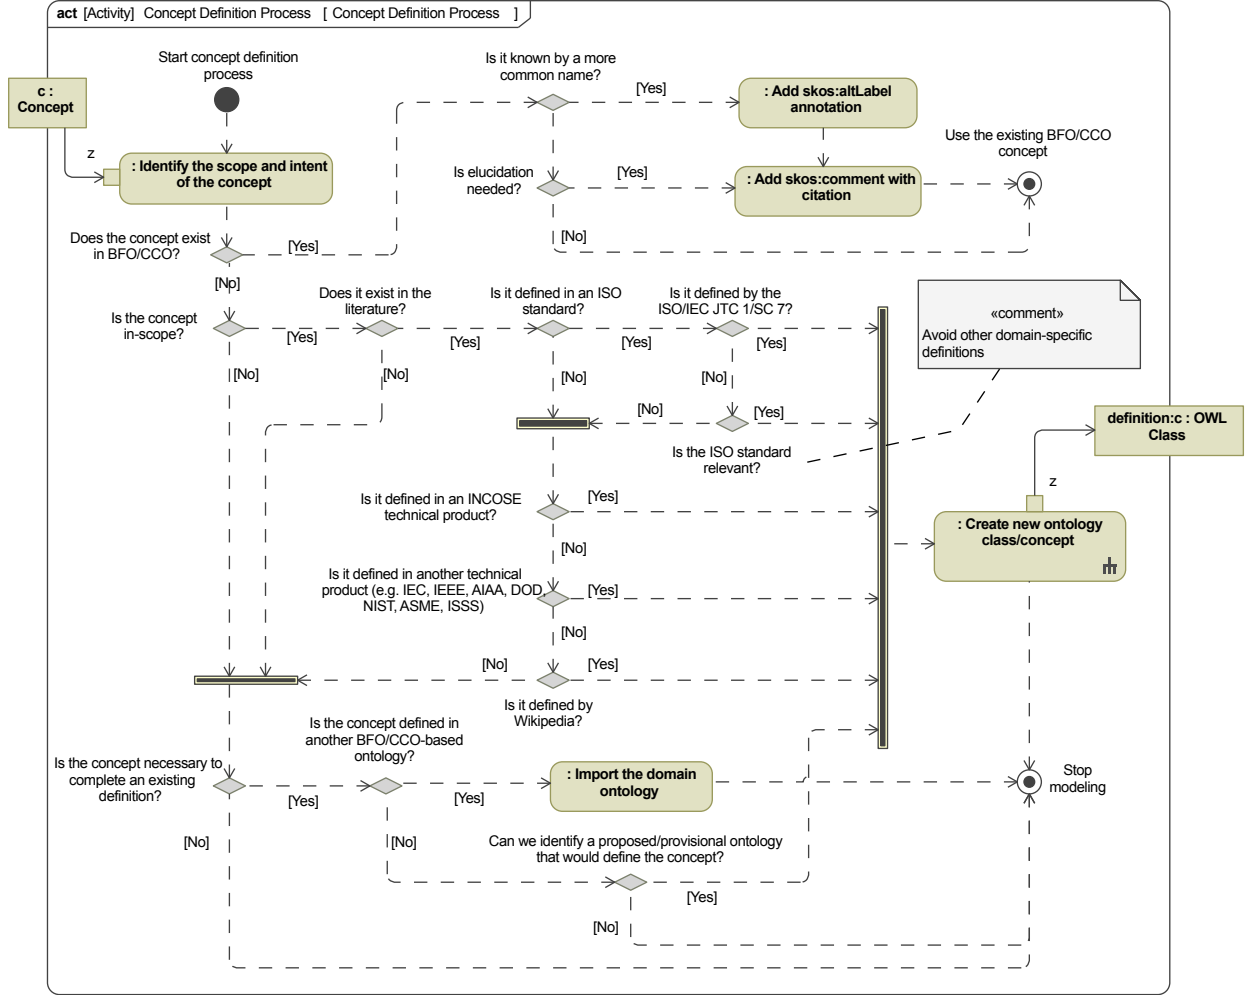 act [Activity] Concept Definition Process [ Concept Definition Process ]
Start concept definition
process
Is it known by a more
common name?
c :
Concept
[Yes]
: Add skos:altLabel
annotation
Use the existing BFO/CCO
concept
z
: Identify the scope and intent
of the concept
Is elucidation
needed?
[Yes]
: Add skos:comment with
citation
Does the concept exist
in BFO/CCO?
[Yes]
[No]
[No]
Is the concept
in-scope?
Does it exist in the
literature?
Is it defined in an ISO
standard?
Is it defined by the
ISO/IEC JTC 1/SC 7?
«comment»
Avoid other domain-specific
definitions
[Yes]
[Yes]
[Yes]
[Yes]
[No]
[No]
[No]
[No]
[No]
[Yes]
Is the ISO standard
relevant?
definition:c : OWL
Class
z
Is it defined in an INCOSE
technical product?
[Yes]
: Create new ontology
class/concept
[No]
Is it defined in another technical
product (e.g. IEC, IEEE, AIAA, DOD,
NIST, ASME, ISSS)
[Yes]
[No]
[No]
[Yes]
Is it defined by
Wikipedia?
Is the concept defined in
another BFO/CCO-based
ontology?
Is the concept necessary to
complete an existing
definition?
[Yes]
[Yes]
: Import the domain
ontology
Stop
modeling
[No]
[No]
Can we identify a proposed/provisional ontology
that would define the concept?
[Yes]
[No]